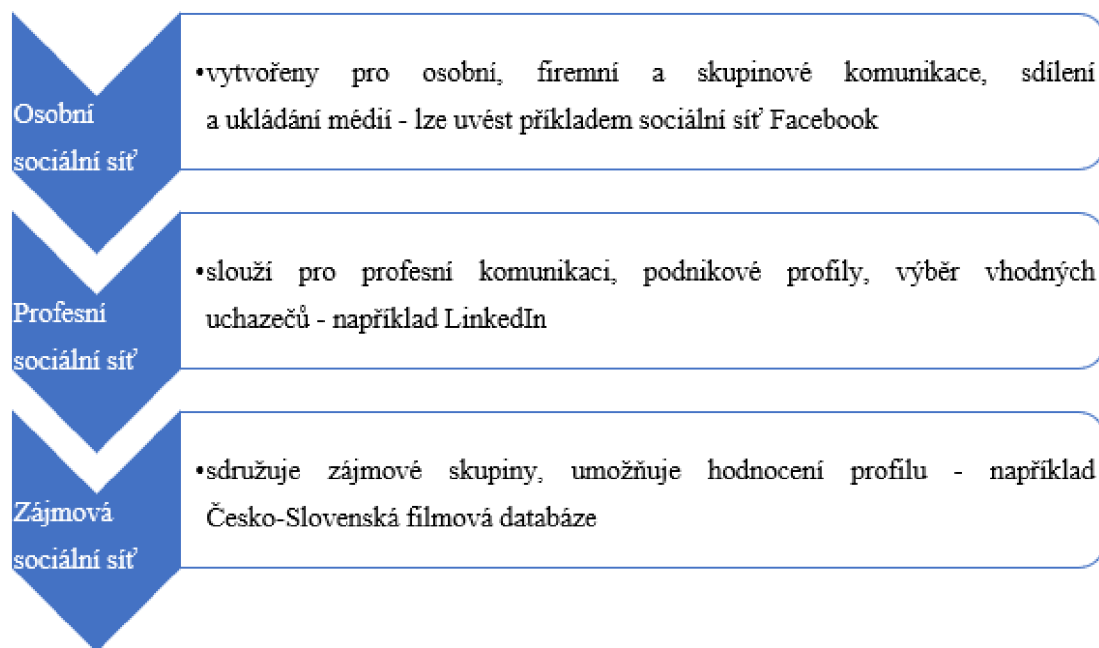 Osobní
sociální síť
•vytvořeny pro osobní, firemní a skupinové komunikace, sdílení
a ukládání médií - lze uvést příkladem sociální síť Facebook
Profesní
sociální síť
•slouží pro profesní komunikaci, podnikové profily, výběr vhodných
uchazečů - například LinkedIn
Zájmová
sociální síť
•sdružuje zájmové skupiny, umožňuje hodnocení profilu - například
Česko-Slovenská filmová databáze